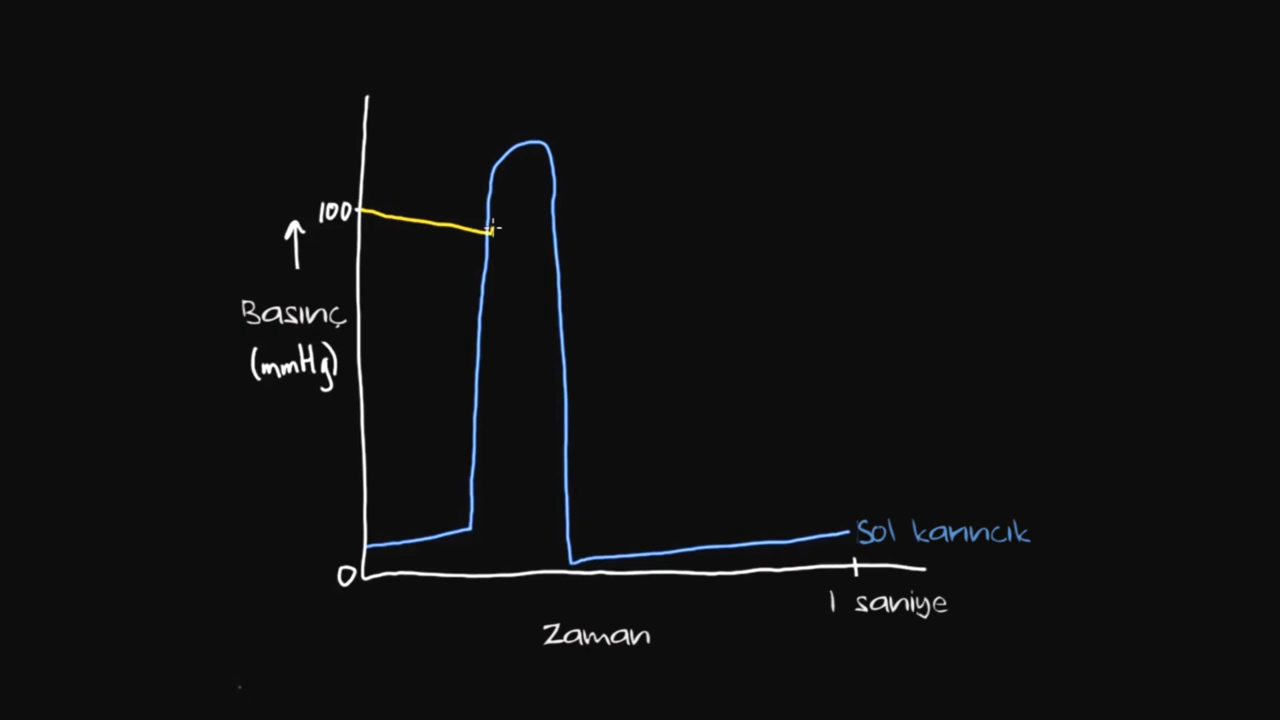 100
Basınç
(mmHg)
0
Sol karıncık
1 saniye
Zaman